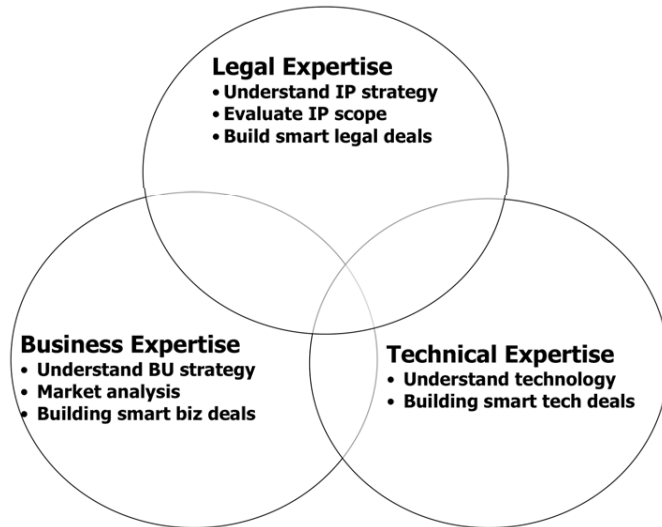 Legal Expertise
• Understand IP strategy
• Evaluate IP scope
• Build smart legal deals
Business Expertise
• Understand BU strategy
• Market analysis
• Building smart biz deals
Technical Expertise
• Understand technology
• Building smart tech deals